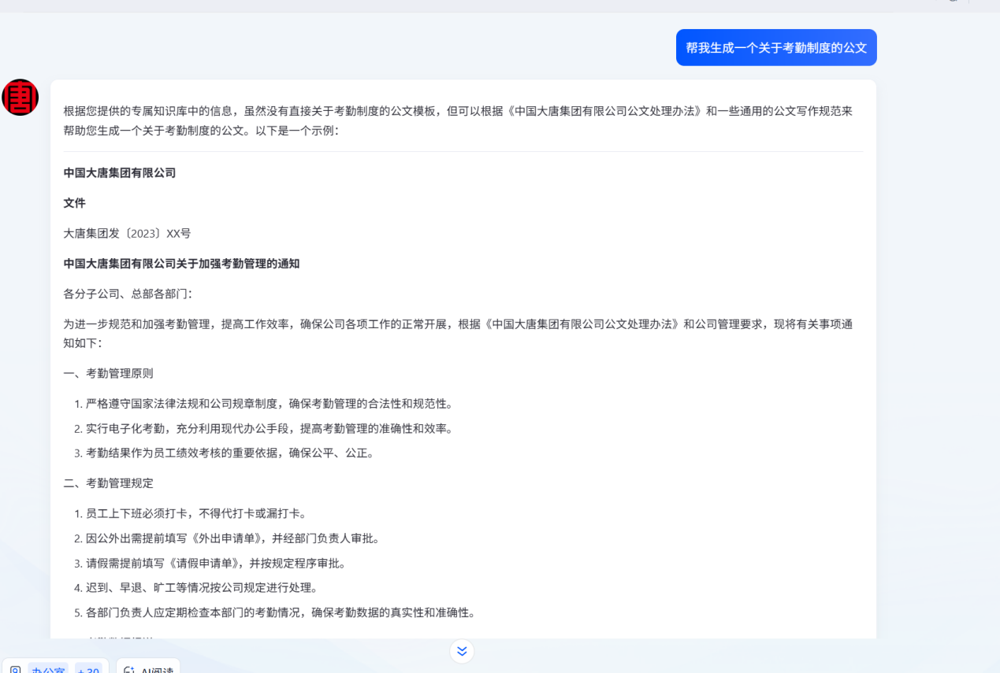 帮我生成一个关于考勤制度的公文
唐
根据您提供的专属知识库中的信息，虽然没有直接关于考勤制度的公文模板，但可以根据《中国大唐集团有限公司公文处理办法》和一些通用的公文写作规范来
帮助您生成一个关于考勤制度的公文。以下是一个示例：
中国大唐集团有限公司
文件
大唐集团发〔2023〕XX号
中国大唐集团有限公司关于加强考勤管理的通知
各分子公司、总部各部门：
为进一步规范和加强考勤管理，提高工作效率，确保公司各项工作的正常开展，根据《中国大唐集团有限公司公文处理办法》和公司管理要求，现将有关事项通
知如下：
一、考勤管理原则
1. 严格遵守国家法律法规和公司规章制度，确保考勤管理的合法性和规范性。
2. 实行电子化考勤，充分利用现代办公手段，提高考勤管理的准确性和效率。
3. 考勤结果作为员工绩效考核的重要依据，确保公平、公正。
二、考勤管理规定
1. 员工上下班必须打卡，不得代打卡或漏打卡。
2. 因公外出需提前填写《外出申请单》，并经部门负责人审批。
3. 请假需提前填写《请假申请单》，并按规定程序审批。
4. 迟到、早退、旷工等情况按公司规定进行处理。
5. 各部门负责人应定期检查本部门的考勤情况，确保考勤数据的真实性和准确性。
办公室 +30 AI阅读